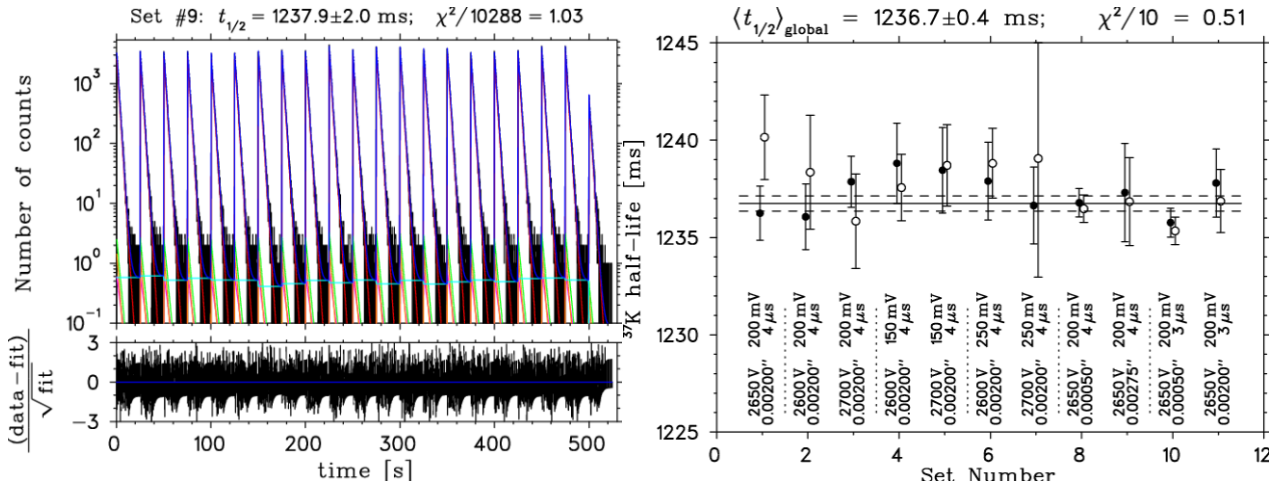 Set #9: t1/2 = 1237.9±2.0 ms; χ²/10288 = 1.03
Number of counts
10³
10²
10¹
10⁰
10⁻¹
(data−fit)
√fit
3
0
−3
0 100 200 300 400 500
time [s]
⟨t1/2⟩global = 1236.7±0.4 ms; χ²/10 = 0.51
³⁷K half-life [ms]
1245
1240
1235
1230
1225
2650 V 200 mV
0.00200" 4 μs
2600 V 200 mV
0.00200" 4 μs
2700 V 200 mV
0.00200" 4 μs
2600 V 150 mV
0.00200" 4 μs
2700 V 150 mV
0.00200" 4 μs
2600 V 250 mV
0.00200" 4 μs
2700 V 250 mV
0.00200" 4 μs
2650 V 200 mV
0.00050" 4 μs
2650 V 200 mV
0.00275" 4 μs
2650 V 200 mV
0.00050" 3 μs
2650 V 200 mV
0.00200" 3 μs
0 2 4 6 8 10 12
Set Number